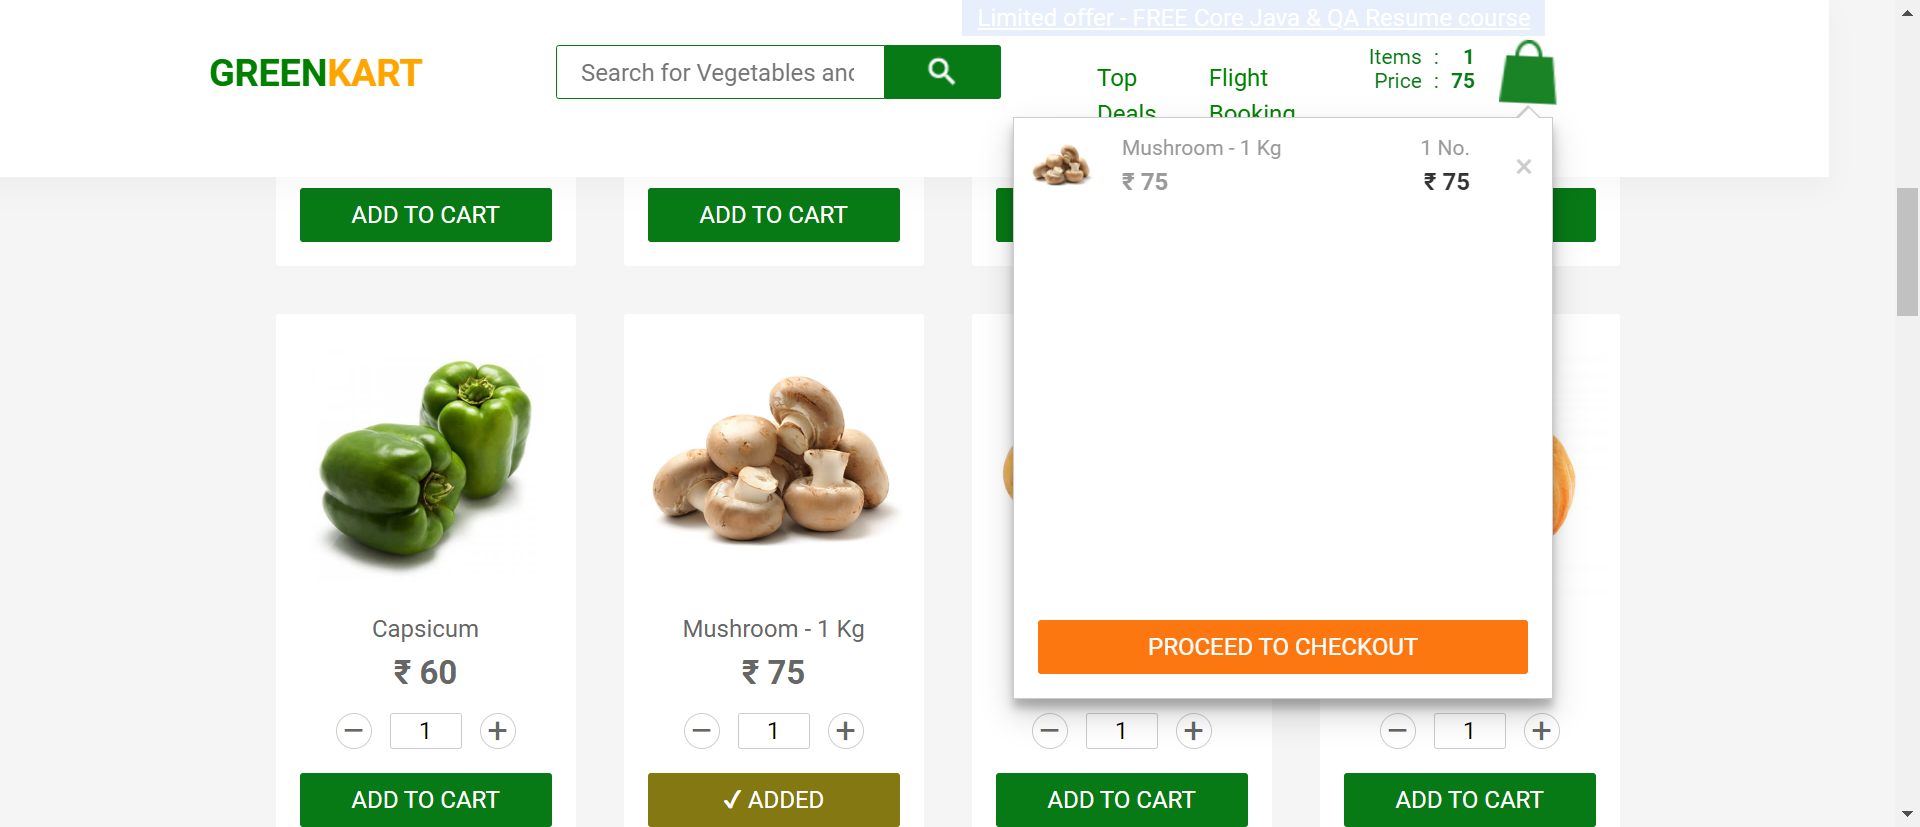 Limited offer - FREE Core Java & QA Resume course
GREENKART
Search for Vegetables and
Top
Deals
Flight
Booking
Items : 1
Price : 75
Mushroom - 1 Kg
1 No.
₹ 75
₹ 75
×
PROCEED TO CHECKOUT
ADD TO CART
ADD TO CART
Capsicum
₹ 60
− 1 +
ADD TO CART
Mushroom - 1 Kg
₹ 75
− 1 +
✓ ADDED
− 1 +
ADD TO CART
− 1 +
ADD TO CART